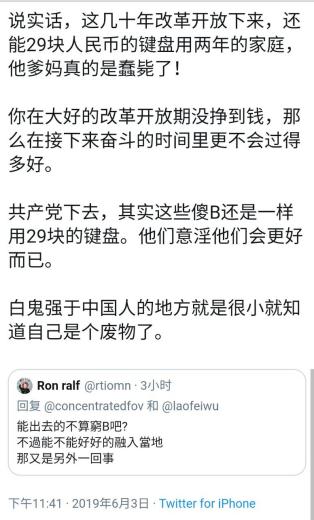 说实话，这几十年改革开放下来，还
能29块人民币的键盘用两年的家庭，
他爹妈真的是蠢毙了！
你在大好的改革开放期没挣到钱，那
么在接下来奋斗的时间里更不会过得
多好。
共产党下去，其实这些傻B还是一样
用29块的键盘。他们意淫他们会更好
而已。
白鬼强于中国人的地方就是很小就知
道自己是个废物了。
Ron ralf @rtiomn · 3小时
回复 @concentratedfov 和 @laofeiwu
能出去的不算窮B吧?
不過能不能好好的融入當地
那又是另外一回事
下午11:41 · 2019年6月3日 · Twitter for iPhone